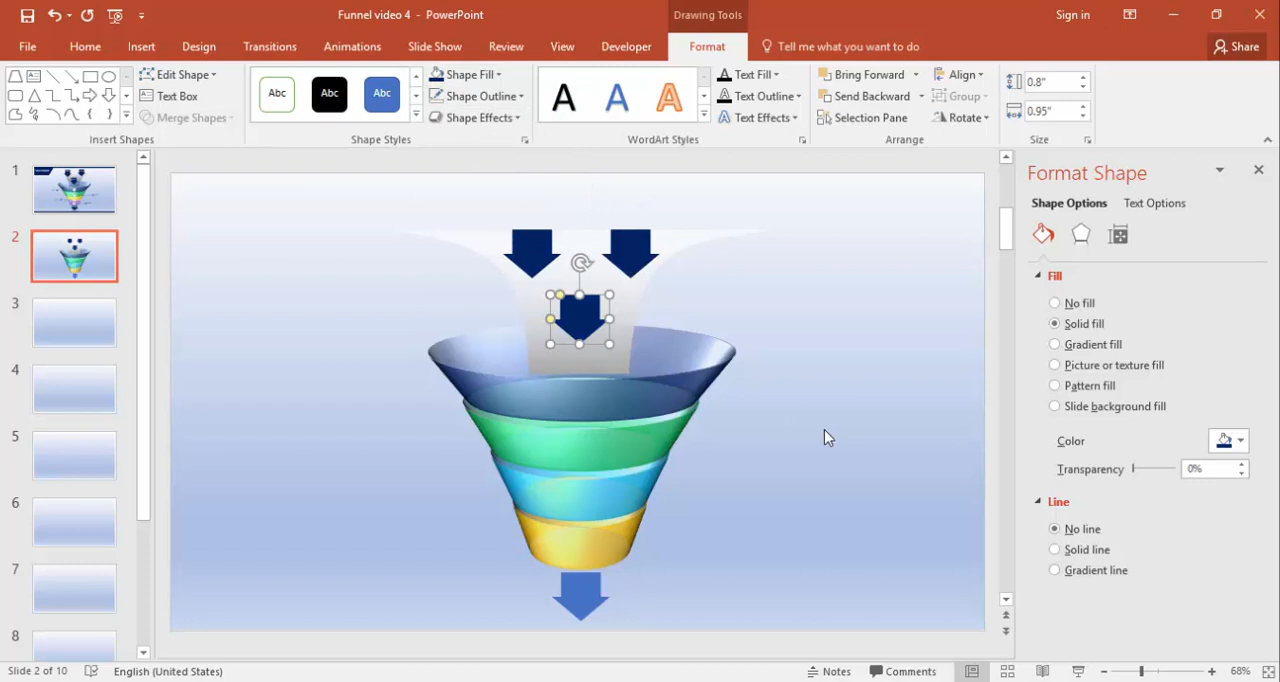 Funnel video 4 - PowerPoint
Drawing Tools
Sign in
File Home Insert Design Transitions Animations Slide Show Review View Developer Format Tell me what you want to do Share
Edit Shape
Text Box
Merge Shapes
Insert Shapes
Abc Abc Abc
Shape Fill
Shape Outline
Shape Effects
Shape Styles
A A A
Text Fill
Text Outline
Text Effects
WordArt Styles
Bring Forward
Send Backward
Selection Pane
Align
Group
Rotate
Arrange
0.8"
0.95"
Size
1
2
3
4
5
6
7
8
Format Shape
Shape Options Text Options
Fill
No fill
Solid fill
Gradient fill
Picture or texture fill
Pattern fill
Slide background fill
Color
Transparency 0%
Line
No line
Solid line
Gradient line
Slide 2 of 10 English (United States) Notes Comments 68%